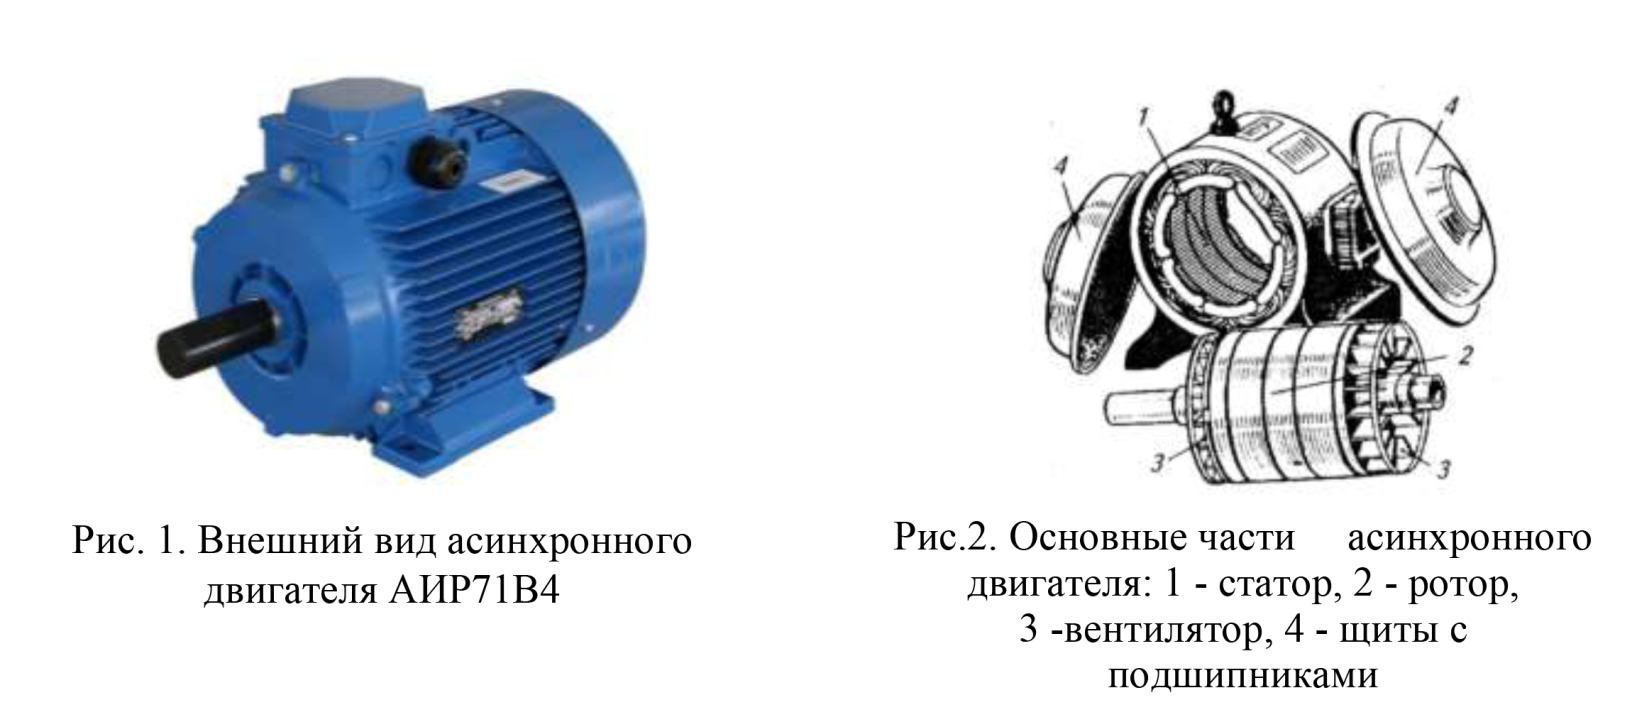 1
4
4
2
3
3
Рис. 1. Внешний вид асинхронного
двигателя АИР71В4
Рис.2. Основные части асинхронного
двигателя: 1 - статор, 2 - ротор,
3 -вентилятор, 4 - щиты с
подшипниками